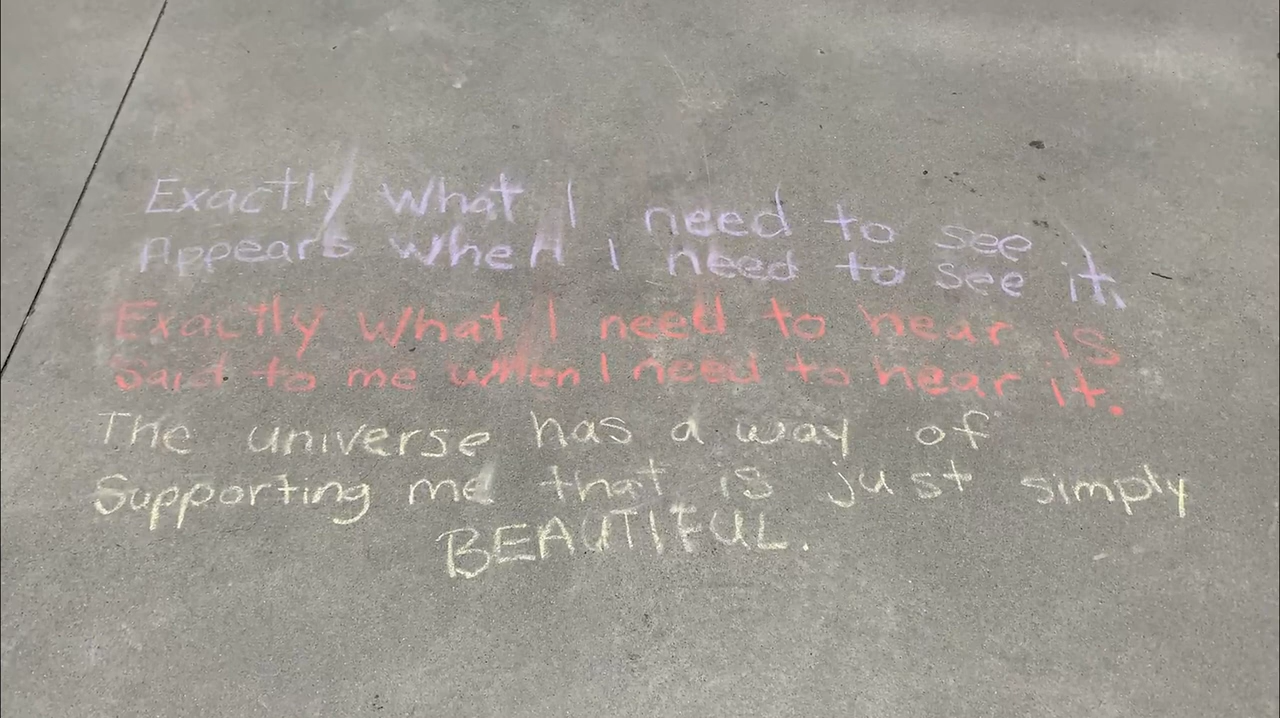 Exactly what I need to see
Appears when I need to see it.
Exactly what I need to hear is
Said to me when I need to hear it.
The universe has a way of
Supporting me that is just simply
BEAUTIFUL.